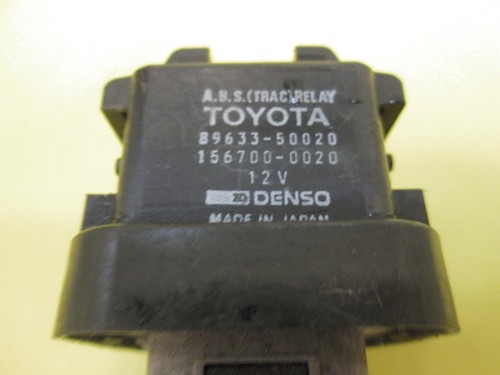 A.B.S.(TRAC)RELAY
TOYOTA
89633-50020
156700-0020
12V
DENSO
MADE IN JAPAN